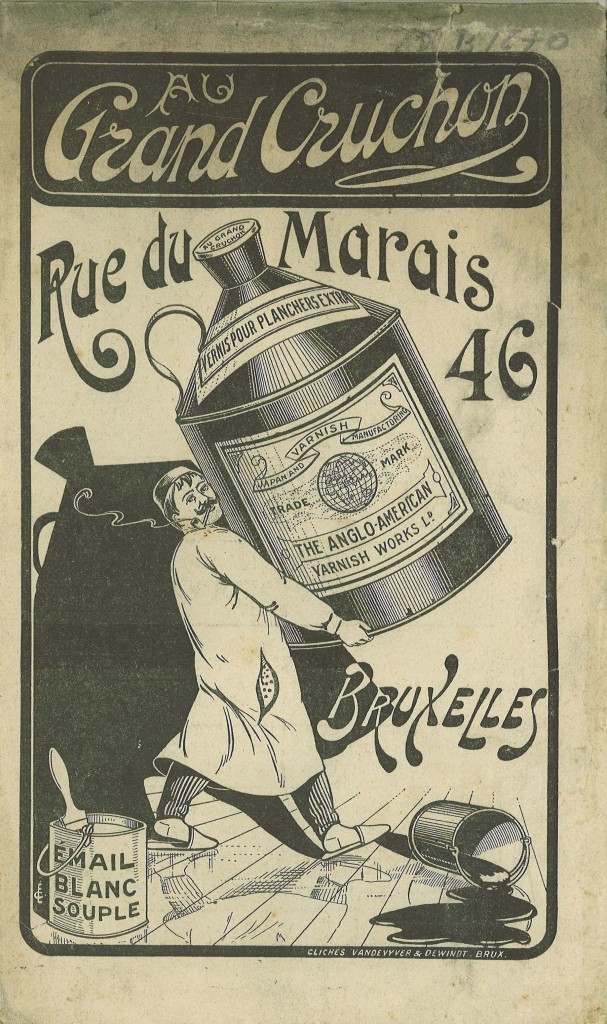 B1270
AU
Grand Cruchon
Rue du Marais
46
AU GRAND
CRUCHON
VERNIS POUR PLANCHERS EXTRA
JAPAN AND VARNISH MANUFACTURING
TRADE MARK
THE ANGLO-AMERICAN
VARNISH WORKS LD
BRUXELLES
EMAIL
BLANC
SOUPLE
CLICHES VANDEVYVER & DEWINDT. BRUX.